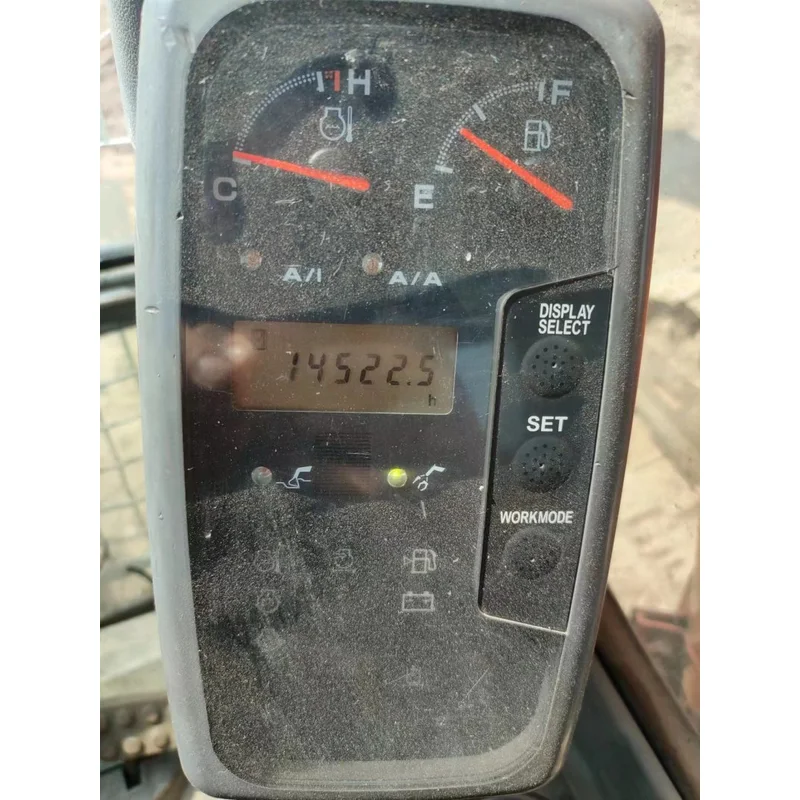 H
F
C
E
A/I
A/A
DISPLAY
SELECT
14522.5
h
SET
WORKMODE